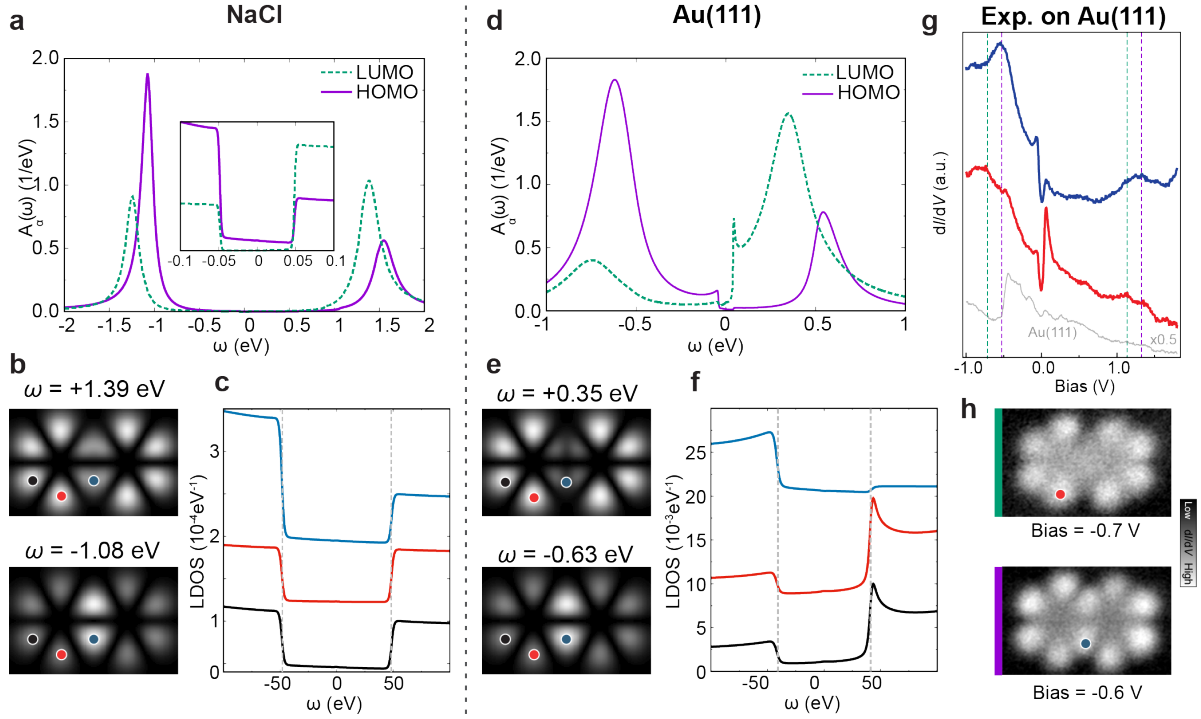 NaCl
Au(111)
Exp. on Au(111)
a
2.0
1.5
1.0
0.5
0.0
A_α(ω) (1/eV)
LUMO
HOMO
-0.1
-0.05
0
0.05
0.1
-2
-1.5
-1
-0.5
0
0.5
1
1.5
2
ω (eV)
d
2.0
1.5
1.0
0.5
0.0
A_α(ω) (1/eV)
LUMO
HOMO
-1
-0.5
0
0.5
1
ω (eV)
g
dI/dV (a.u.)
Au(111)
x0.5
-1.0
0.0
1.0
Bias (V)
b
ω = +1.39 eV
ω = -1.08 eV
c
3
2
1
0
LDOS (10⁻⁴eV⁻¹)
-50
0
50
ω (eV)
e
ω = +0.35 eV
ω = -0.63 eV
f
25
20
15
10
5
0
LDOS (10⁻³eV⁻¹)
-50
0
50
ω (eV)
h
Bias = -0.7 V
Bias = -0.6 V
Low dI/dV High